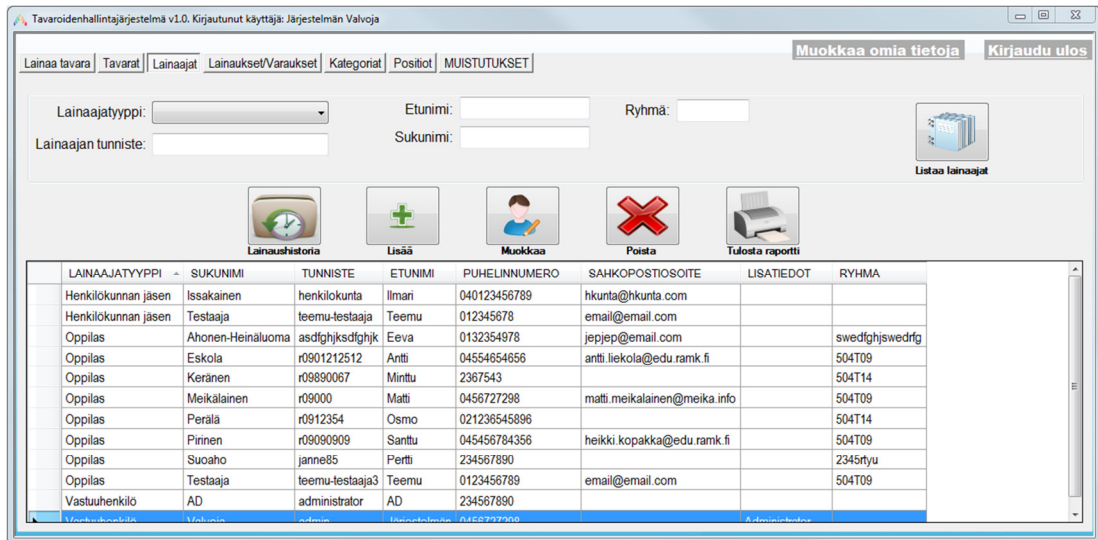 Tavaroidenhallintajärjestelmä v1.0. Kirjautunut käyttäjä: Järjestelmän Valvoja
Muokkaa omia tietoja Kirjaudu ulos
Lainaa tavara Tavarat Lainaajat Lainaukset/Varaukset Kategoriat Positiot MUISTUTUKSET
Lainaajatyyppi: Etunimi: Ryhmä:
Lainaajan tunniste: Sukunimi:
Listaa lainaajat
Lainaushistoria Lisää Muokkaa Poista Tulosta raportti
LAINAAJATYYPPI SUKUNIMI TUNNISTE ETUNIMI PUHELINNUMERO SAHKOPOSTIOSOITE LISATIEDOT RYHMA
Henkilökunnan jäsen Issakainen henkilokunta Ilmari 040123456789 hkunta@hkunta.com
Henkilökunnan jäsen Testaaja teemu-testaaja Teemu 012345678 email@email.com
Oppilas Ahonen-Heinäluoma asdfghjksdfghjk Eeva 0132354978 jepjep@email.com swedfghjswedrfg
Oppilas Eskola r0901212512 Antti 04554654656 antti.liekola@edu.ramk.fi 504T09
Oppilas Keränen r09890067 Minttu 2367543 504T14
Oppilas Meikälainen r09000 Matti 0456727298 matti.meikalainen@meika.info 504T09
Oppilas Perälä r0912354 Osmo 021236545896 504T14
Oppilas Pirinen r09090909 Santtu 045456784356 heikki.kopakka@edu.ramk.fi 504T09
Oppilas Suoaho janne85 Pertti 234567890 2345rtyu
Oppilas Testaaja teemu-testaaja3 Teemu 0123456789 email@email.com 504T09
Vastuuhenkilö AD administrator AD 234567890
Vastuuhenkilö Valvoja admin Järjestelmän 0456727298 Administrator